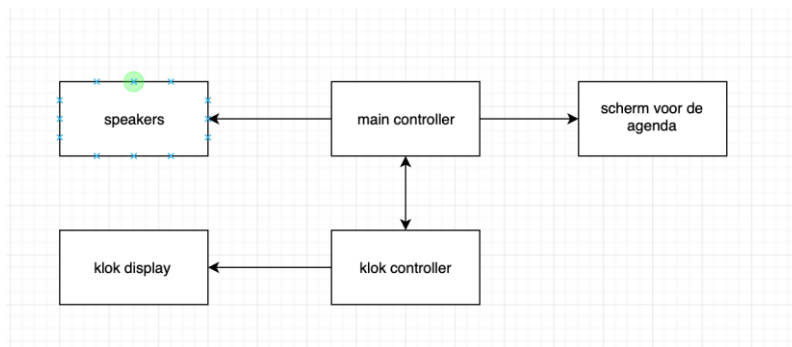 speakers
main controller
scherm voor de
agenda
klok display
klok controller